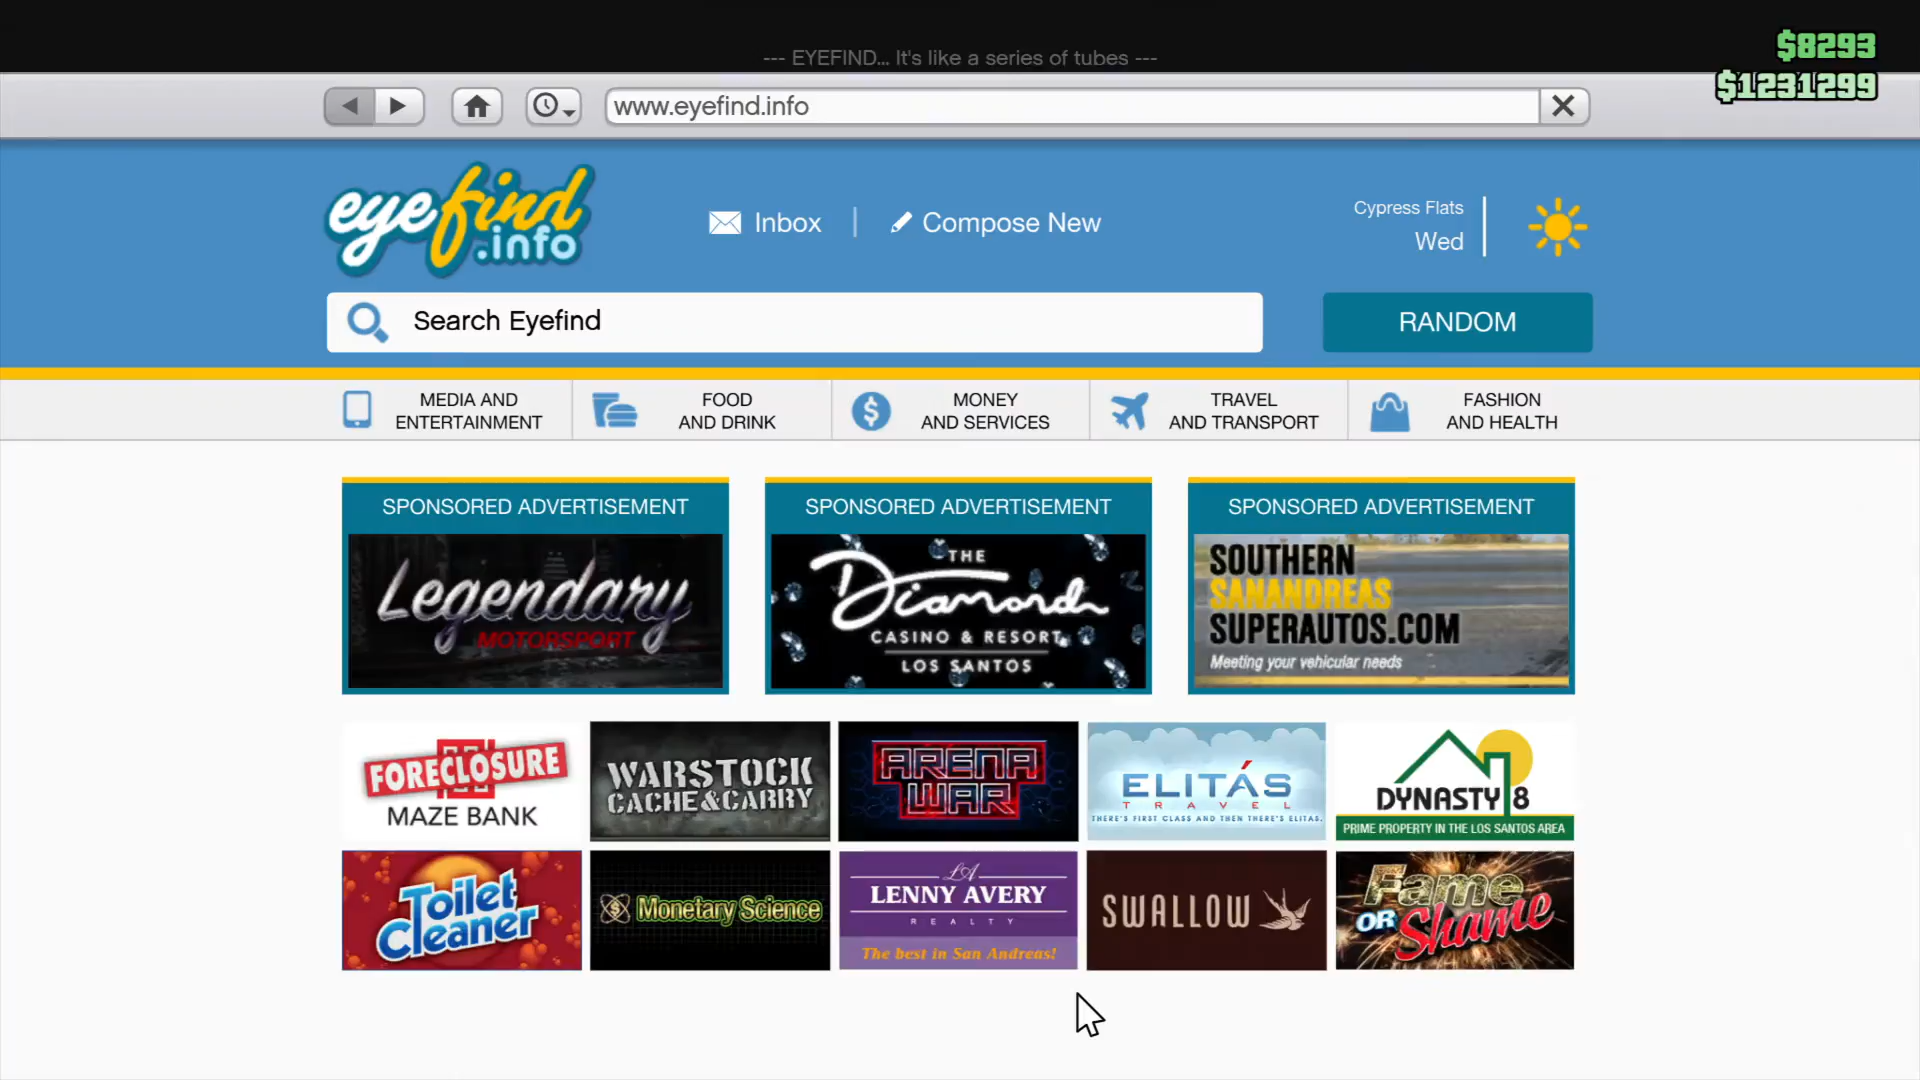 --- EYEFIND... It's like a series of tubes ---
$8293
$1231299
www.eyefind.info
eyefind
.info
Inbox
Compose New
Cypress Flats
Wed
Search Eyefind
RANDOM
MEDIA AND
ENTERTAINMENT
FOOD
AND DRINK
MONEY
AND SERVICES
TRAVEL
AND TRANSPORT
FASHION
AND HEALTH
SPONSORED ADVERTISEMENT
Legendary
MOTORSPORT
SPONSORED ADVERTISEMENT
THE
Diamond
CASINO & RESORT
LOS SANTOS
SPONSORED ADVERTISEMENT
SOUTHERN
SANANDREAS
SUPERAUTOS.COM
Meeting your vehicular needs
FORECLOSURE
MAZE BANK
WARSTOCK
CACHE&CARRY
ARENA
WAR
ELITÁS
TRAVEL
THERE'S FIRST CLASS AND THEN THERE'S ELITAS.
DYNASTY 8
PRIME PROPERTY IN THE LOS SANTOS AREA
Toilet
Cleaner
$ Monetary Science
LA
LENNY AVERY
REALTY
The best in San Andreas!
SWALLOW
Fame
OR Shame